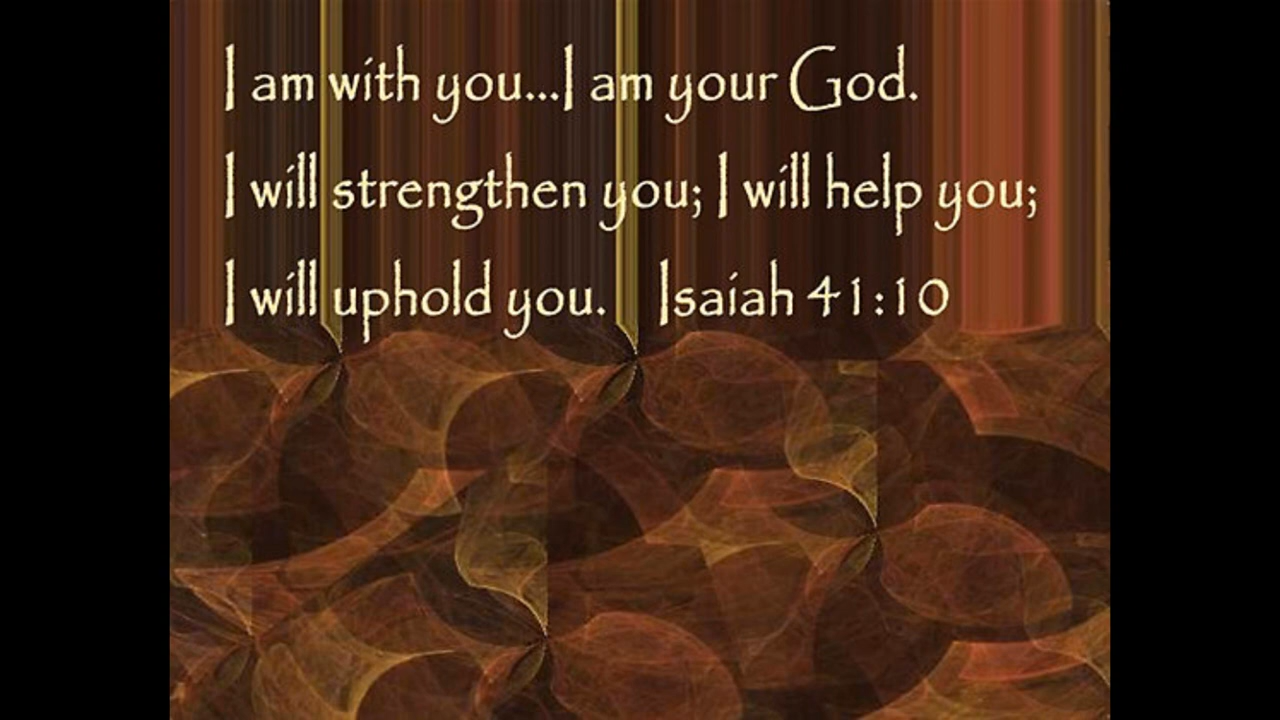 I am with you...I am your God.
I will strengthen you; I will help you;
I will uphold you. Isaiah 41:10